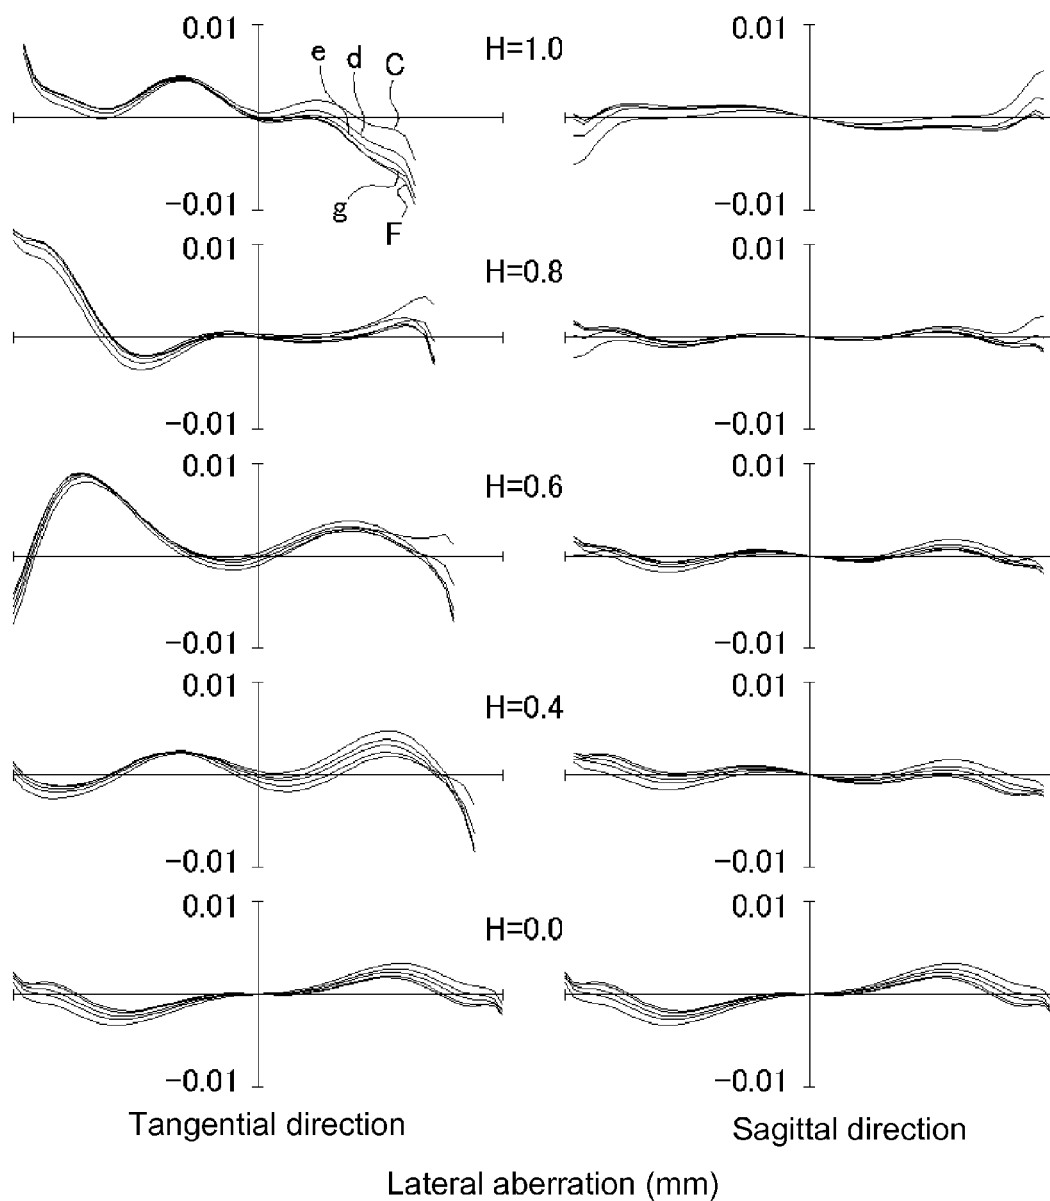 0.01 H=1.0 0.01
e d C
-0.01 g F -0.01
0.01 H=0.8 0.01
-0.01 -0.01
0.01 H=0.6 0.01
-0.01 -0.01
0.01 H=0.4 0.01
-0.01 -0.01
0.01 H=0.0 0.01
-0.01 -0.01
Tangential direction Sagittal direction
Lateral aberration (mm)